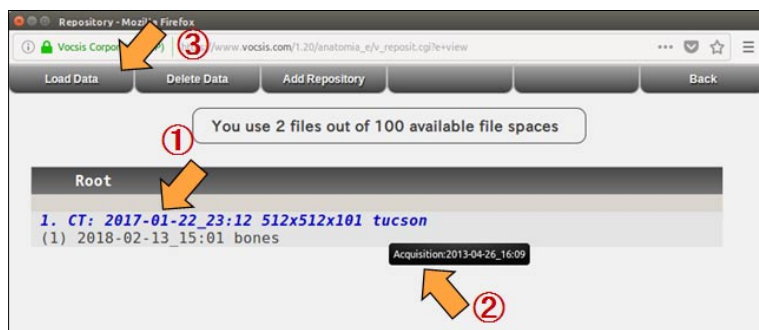 Repository - Mozilla Firefox
Vocsis Corpor P) www.vocsis.com/1.20/anatomia_e/v_reposit.cgi?e+view
③
Load Data Delete Data Add Repository Back
You use 2 files out of 100 available file spaces
①
Root
1. CT: 2017-01-22_23:12 512x512x101 tucson
(1) 2018-02-13_15:01 bones
Acquisition:2013-04-26_16:09
②